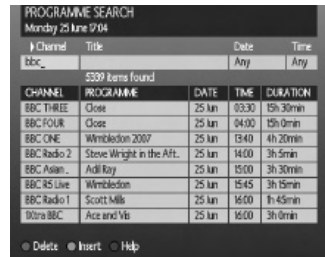 PROGRAMME SEARCH
Monday 25 June 17:04
Channel Title Date Time
bbc_ Any Any
5339 items found
CHANNEL PROGRAMME DATE TIME DURATION
BBC THREE Close 25 Jun 03:30 15h 30min
BBC FOUR Close 25 Jun 04:00 15h 0min
BBC ONE Wimbledon 2007 25 Jun 13:40 4h 20min
BBC Radio 2 Steve Wright in the Aft.. 25 Jun 14:00 3h 5min
BBC Asian.. Adil Ray 25 Jun 15:00 3h 30min
BBC R5 Live Wimbledon 25 Jun 15:45 3h 15min
BBC Radio 1 Scott Mills 25 Jun 16:00 1h 45min
1Xtra BBC Ace and Vis 25 Jun 16:00 3h 0min
Delete Insert Help